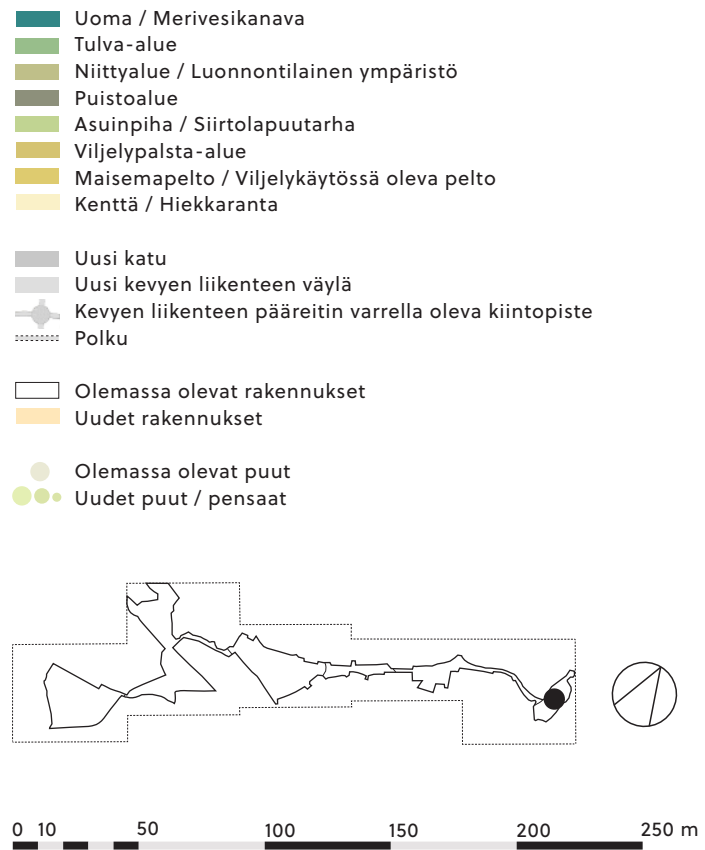 Uoma / Merivesikanava
Tulva-alue
Niittyalue / Luonnontilainen ympäristö
Puistoalue
Asuinpiha / Siirtolapuutarha
Viljelypalsta-alue
Maisemapelto / Viljelykäytössä oleva pelto
Kenttä / Hiekkaranta
Uusi katu
Uusi kevyen liikenteen väylä
Kevyen liikenteen pääreitin varrella oleva kiintopiste
Polku
Olemassa olevat rakennukset
Uudet rakennukset
Olemassa olevat puut
Uudet puut / pensaat
0 10 50 100 150 200 250 m